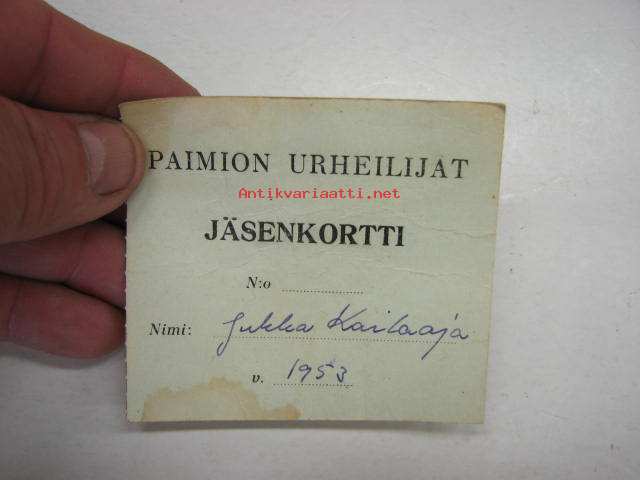 PAIMION URHEILIJAT
Antikvariaatti.net
JÄSENKORTTI
N:o
Nimi: Jukka Kailaaja
v. 1953